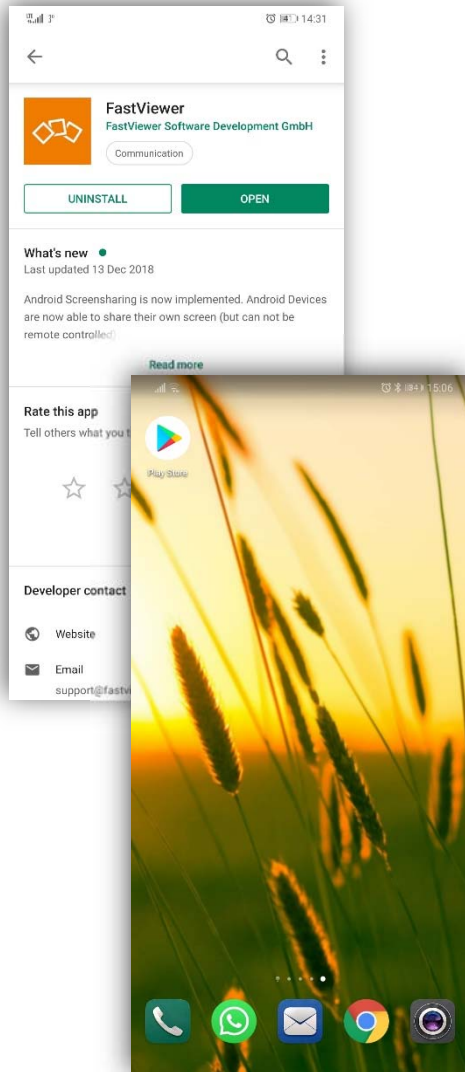 14:31
FastViewer
FastViewer Software Development GmbH
Communication
UNINSTALL
OPEN
What's new
Last updated 13 Dec 2018
Android Screensharing is now implemented. Android Devices
are now able to share their own screen (but can not be
remote controlled)
Read more
Rate this app
Tell others what you t
Developer contact
Website
Email
support@fastvi
15:06
Play Store